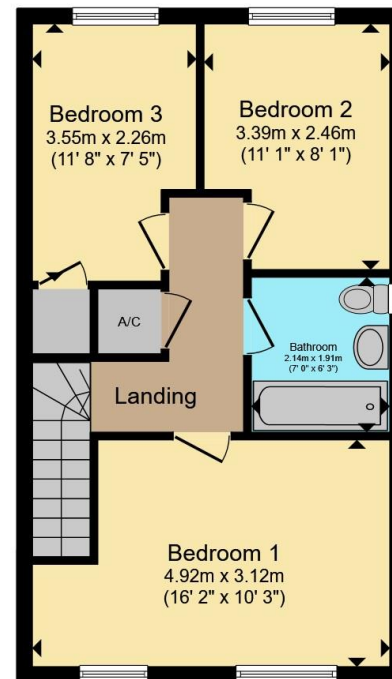 Bedroom 3
3.55m x 2.26m
(11' 8" x 7' 5")
Bedroom 2
3.39m x 2.46m
(11' 1" x 8' 1")
A/C
Bathroom
2.14m x 1.91m
(7' 0" x 6' 3")
Landing
Bedroom 1
4.92m x 3.12m
(16' 2" x 10' 3")